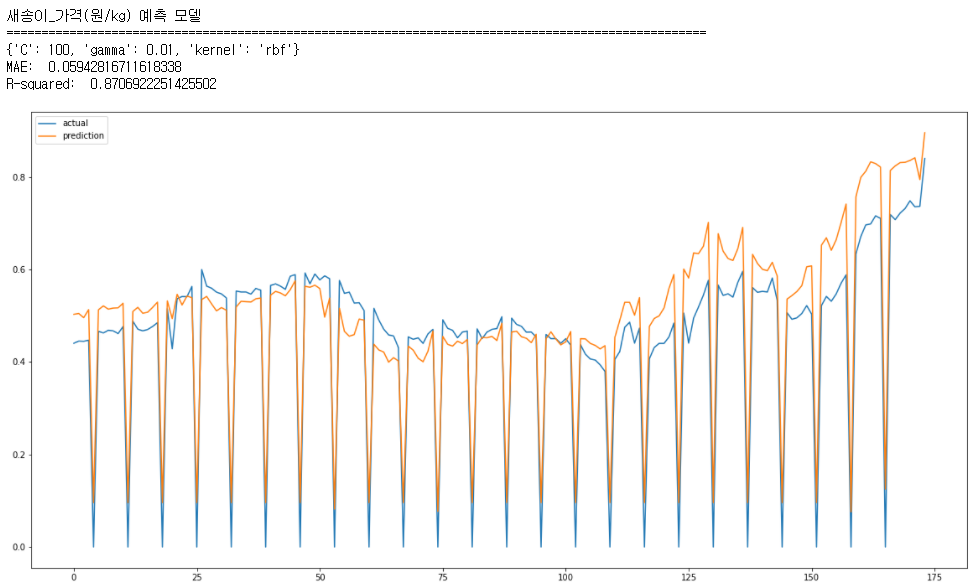 새송이_가격(원/kg) 예측 모델
====================================================================================================
{'C': 100, 'gamma': 0.01, 'kernel': 'rbf'}
MAE:  0.05942816711618338
R-squared:  0.8706922251425502
actual
prediction
0.8
0.6
0.4
0.2
0.0
0 25 50 75 100 125 150 175